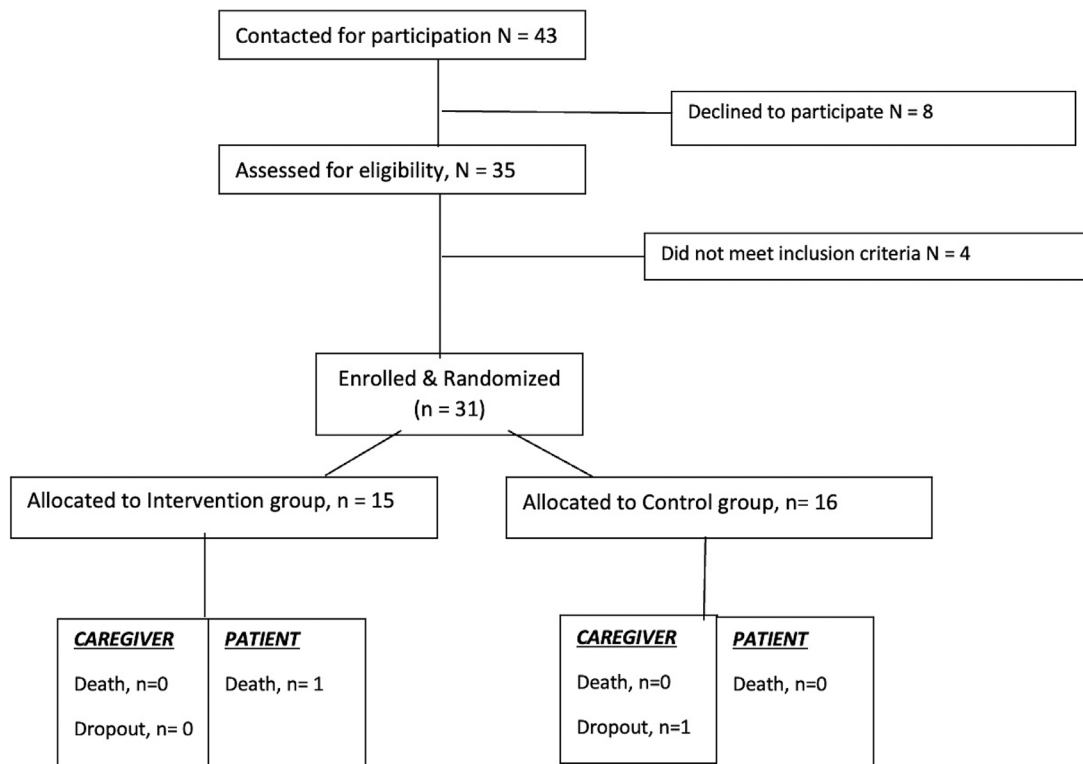 Contacted for participation N = 43
Declined to participate N = 8
Assessed for eligibility, N = 35
Did not meet inclusion criteria N = 4
Enrolled & Randomized
(n = 31)
Allocated to Intervention group, n = 15
Allocated to Control group, n= 16
CAREGIVER
Death, n=0
Dropout, n= 0
PATIENT
Death, n= 1
CAREGIVER
Death, n=0
Dropout, n=1
PATIENT
Death, n=0